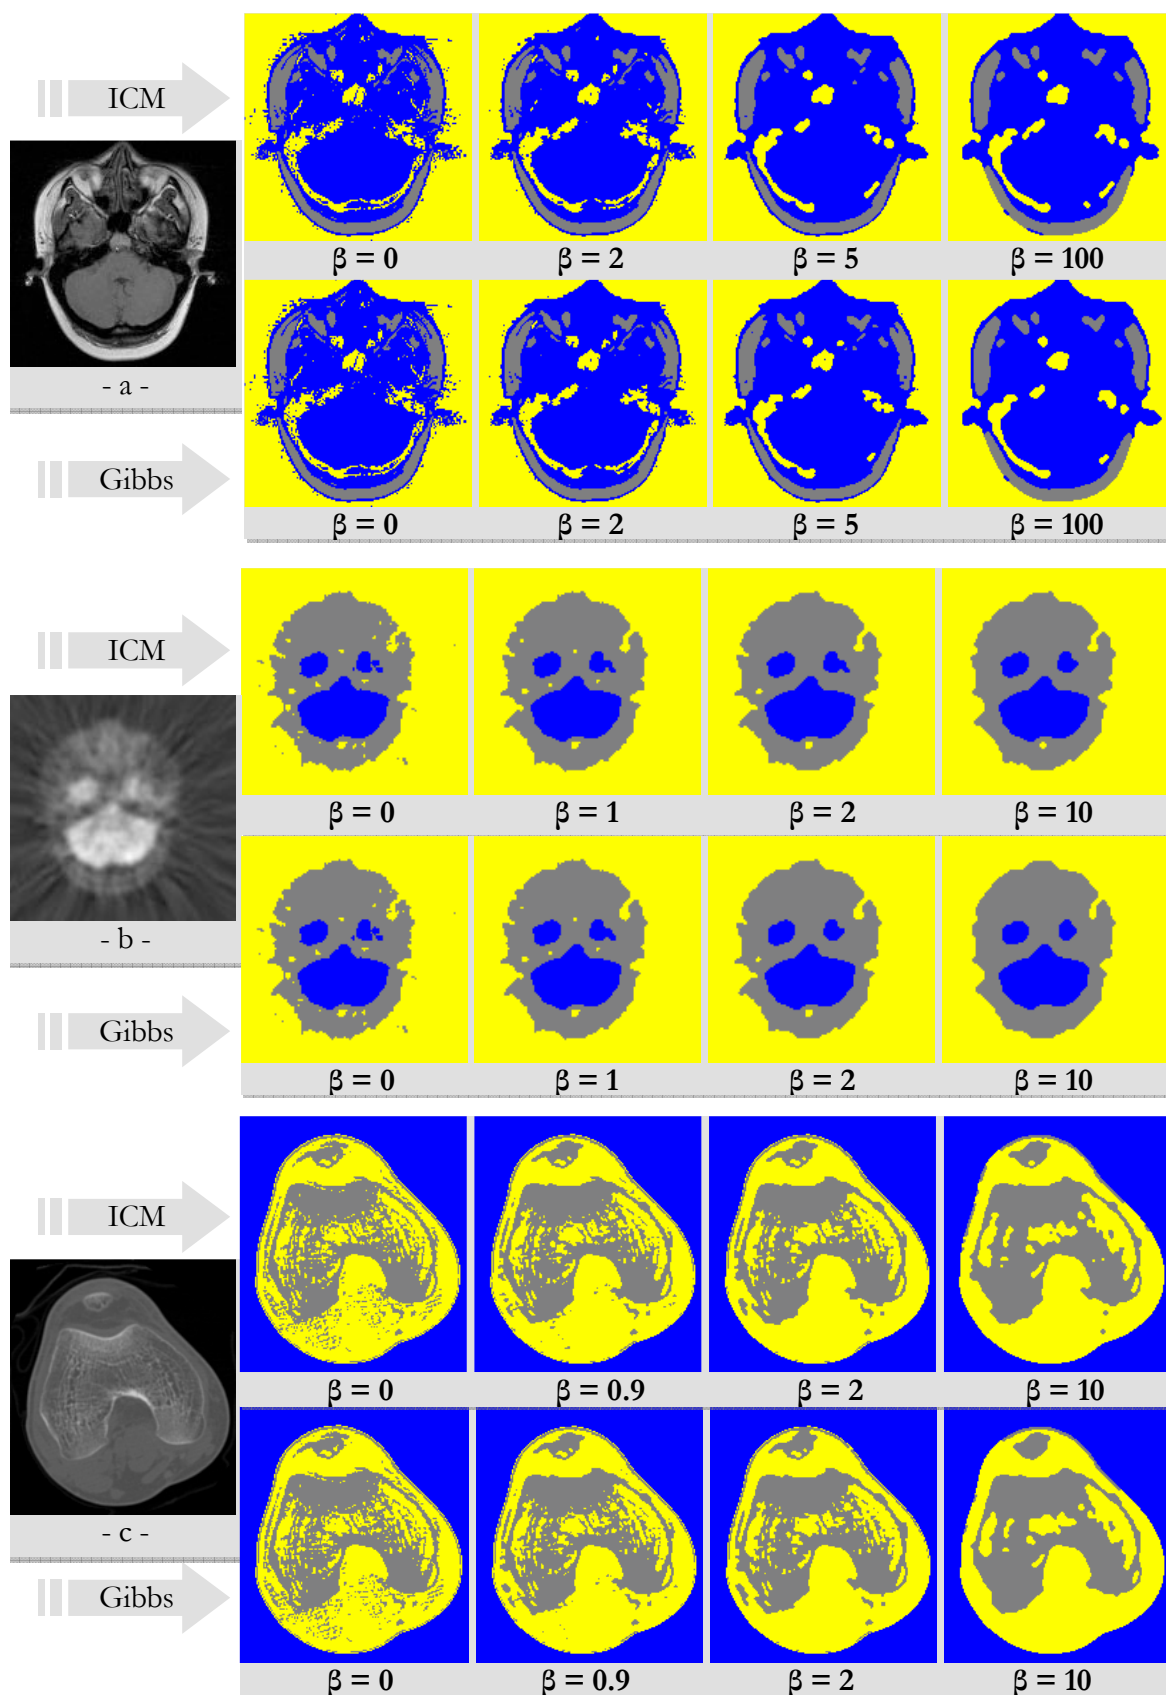 ICM
β = 0 β = 2 β = 5 β = 100
- a -
Gibbs
β = 0 β = 2 β = 5 β = 100
ICM
β = 0 β = 1 β = 2 β = 10
- b -
Gibbs
β = 0 β = 1 β = 2 β = 10
ICM
β = 0 β = 0.9 β = 2 β = 10
- c -
Gibbs
β = 0 β = 0.9 β = 2 β = 10